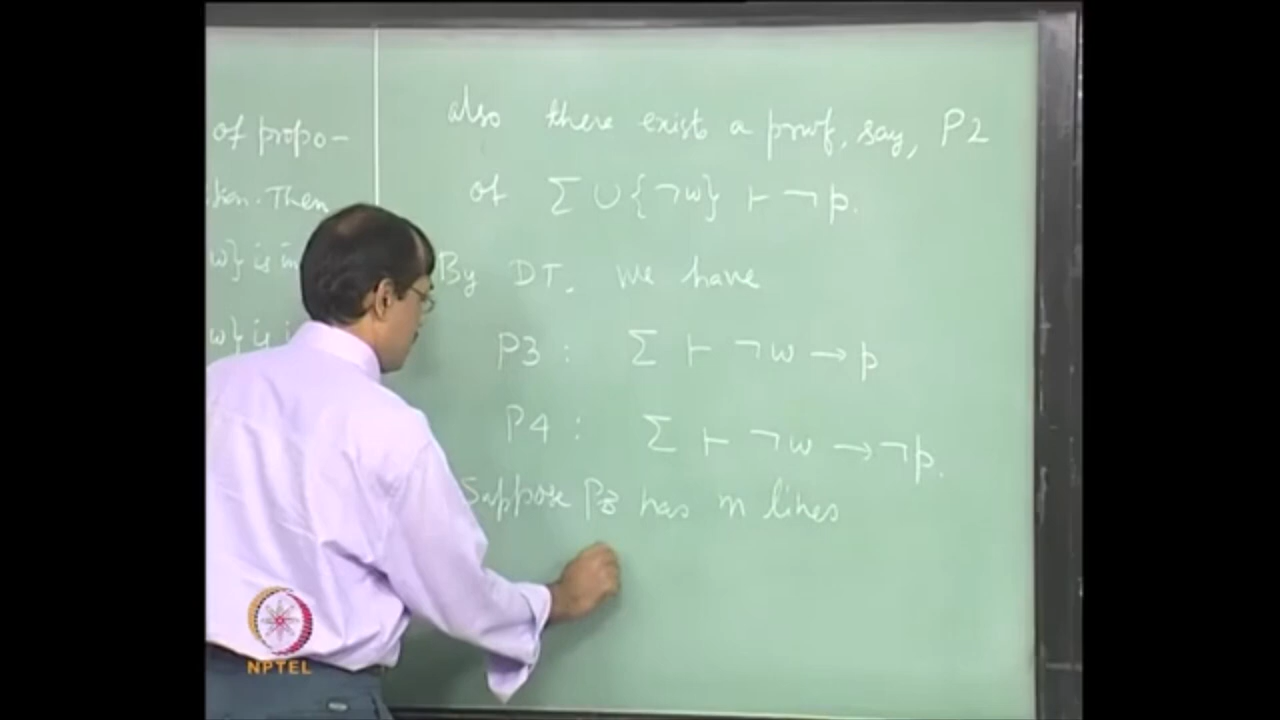 of propo-
Then
w} is in
w} is i
also there exist a proof, say, P2
of Σ ∪ {¬w} ⊢ ¬p.
By DT, we have
P3 : Σ ⊢ ¬w → p
P4 : Σ ⊢ ¬w → ¬p.
Suppose P3 has m lines
NPTEL